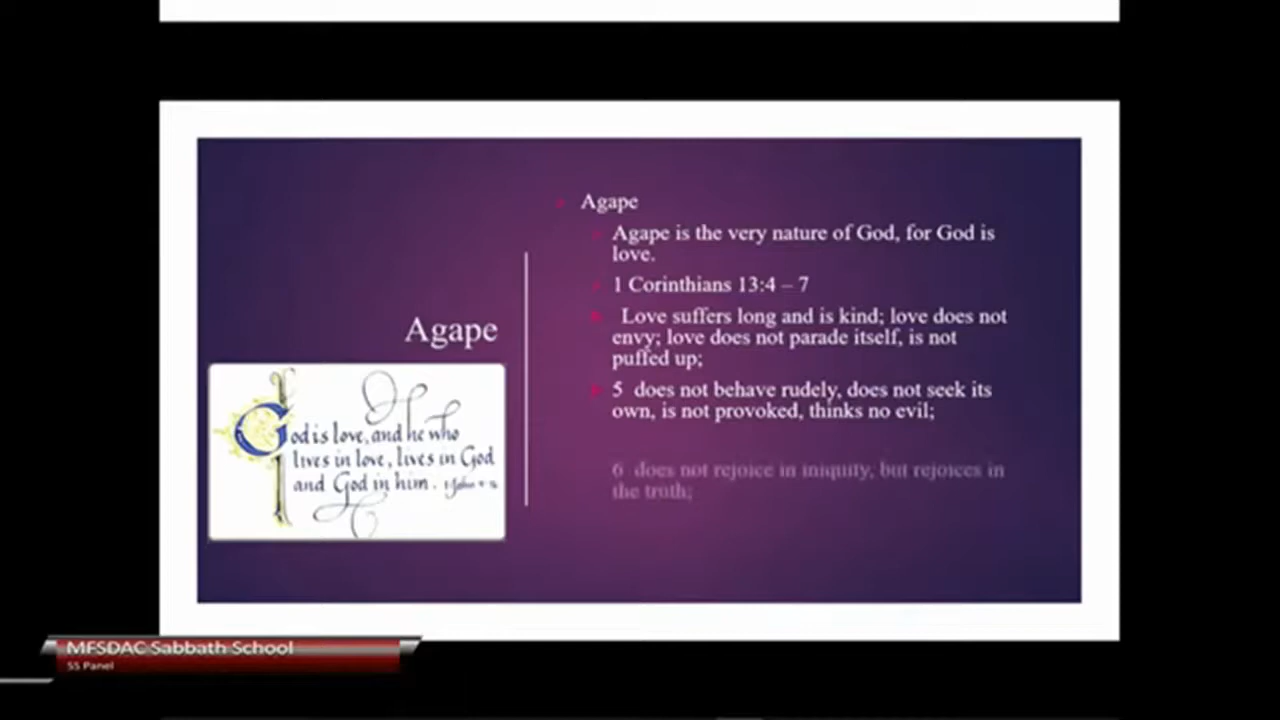 Agape
Agape is the very nature of God, for God is
love.
1 Corinthians 13:4 – 7
Love suffers long and is kind; love does not
envy; love does not parade itself, is not
puffed up;
5 does not behave rudely, does not seek its
own, is not provoked, thinks no evil;
6 does not rejoice in iniquity, but rejoices in
the truth;
Agape
God is love, and he who
lives in love, lives in God
and God in him. 1 John 4:16
MFSDAC Sabbath School
SS Panel